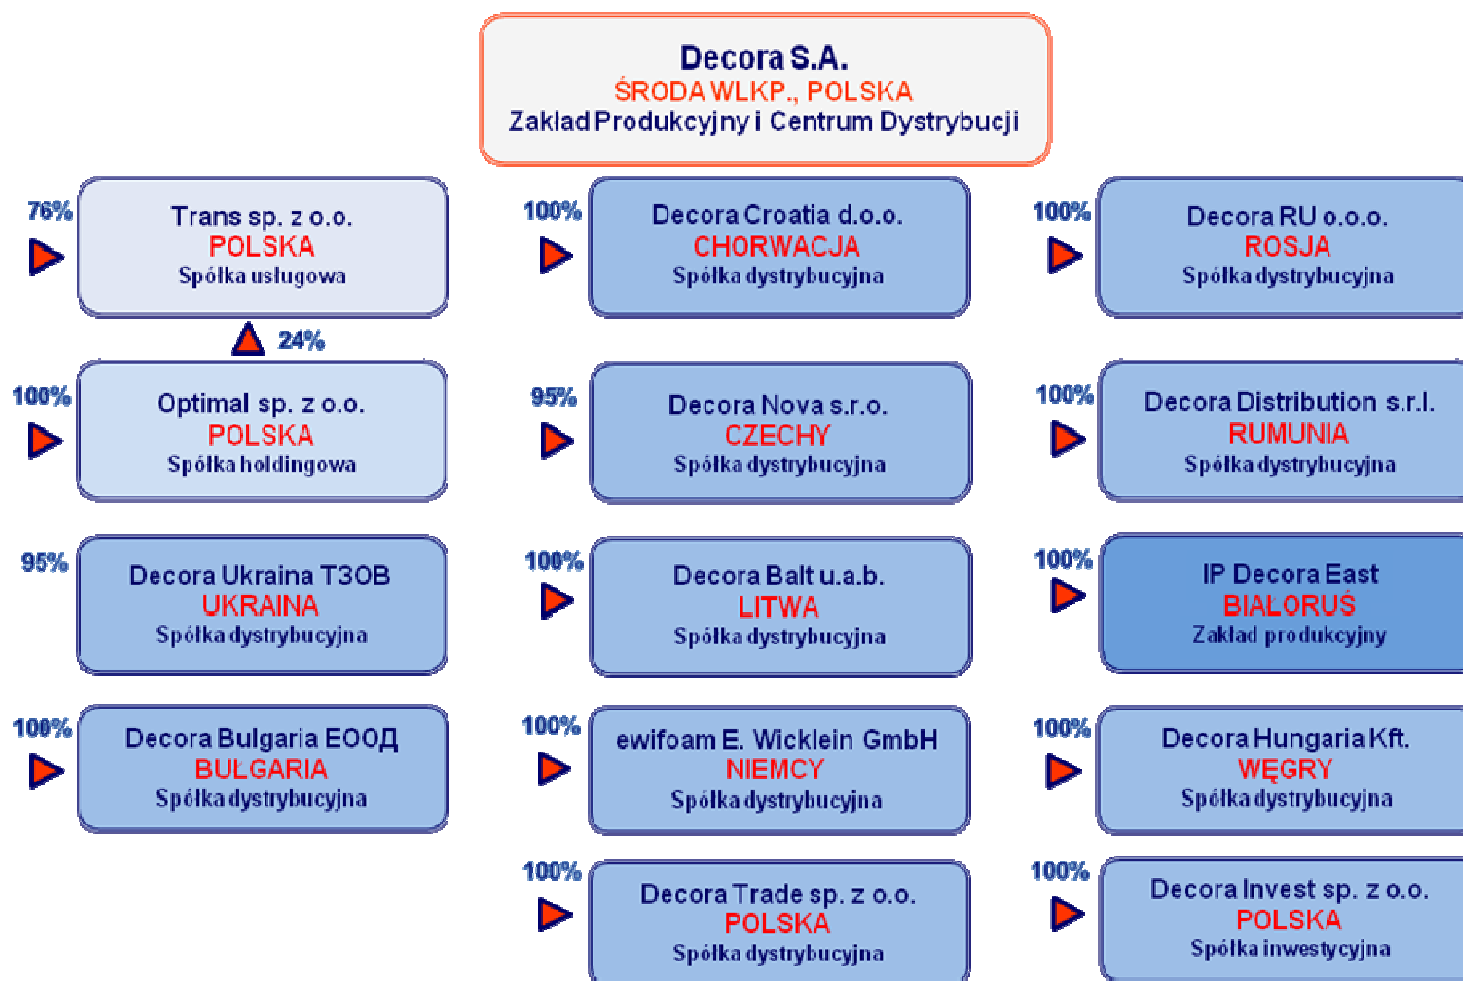 Decora S.A.
ŚRODA WLKP., POLSKA
Zakład Produkcyjny i Centrum Dystrybucji
76%
Trans sp. z o.o.
POLSKA
Spółka usługowa
100%
Decora Croatia d.o.o.
CHORWACJA
Spółka dystrybucyjna
100%
Decora RU o.o.o.
ROSJA
Spółka dystrybucyjna
24%
100%
Optimal sp. z o.o.
POLSKA
Spółka holdingowa
95%
Decora Nova s.r.o.
CZECHY
Spółka dystrybucyjna
100%
Decora Distribution s.r.l.
RUMUNIA
Spółka dystrybucyjna
95%
Decora Ukraina ТЗОВ
UKRAINA
Spółka dystrybucyjna
100%
Decora Balt u.a.b.
LITWA
Spółka dystrybucyjna
100%
IP Decora East
BIAŁORUŚ
Zakład produkcyjny
100%
Decora Bulgaria ЕООД
BUŁGARIA
Spółka dystrybucyjna
100%
ewifoam E. Wicklein GmbH
NIEMCY
Spółka dystrybucyjna
100%
Decora Hungaria Kft.
WĘGRY
Spółka dystrybucyjna
100%
Decora Trade sp. z o.o.
POLSKA
Spółka dystrybucyjna
100%
Decora Invest sp. z o.o.
POLSKA
Spółka inwestycyjna